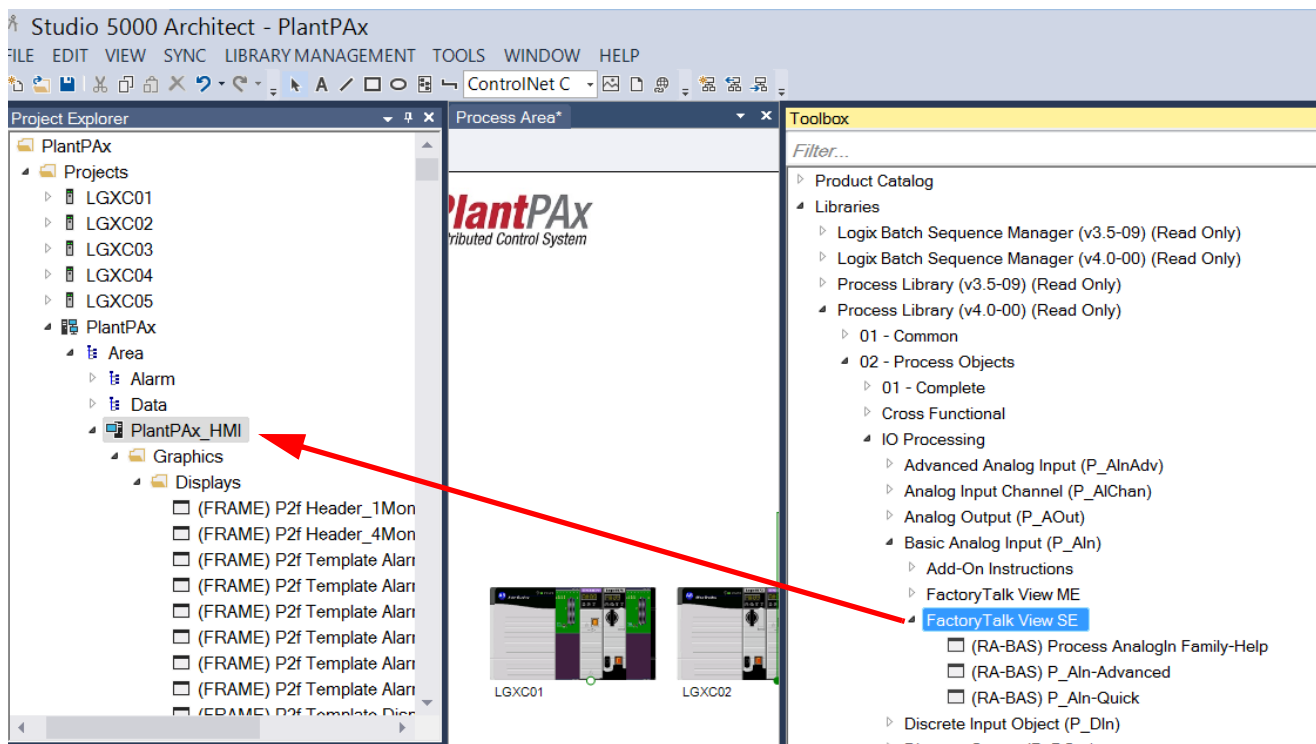 Studio 5000 Architect - PlantPAx
FILE EDIT VIEW SYNC LIBRARY MANAGEMENT TOOLS WINDOW HELP
ControlNet C
Project Explorer
PlantPAx
Projects
LGXC01
LGXC02
LGXC03
LGXC04
LGXC05
PlantPAx
Area
Alarm
Data
PlantPAx_HMI
Graphics
Displays
(FRAME) P2f Header_1Mon
(FRAME) P2f Header_4Mon
(FRAME) P2f Template Alarr
(FRAME) P2f Template Alarr
(FRAME) P2f Template Alarr
(FRAME) P2f Template Alarr
(FRAME) P2f Template Alarr
(FRAME) P2f Template Alarr
(FRAME) P2f Template Disp
Process Area*
PlantPAx
tributed Control System
LGXC01
LGXC02
Toolbox
Filter...
Product Catalog
Libraries
Logix Batch Sequence Manager (v3.5-09) (Read Only)
Logix Batch Sequence Manager (v4.0-00) (Read Only)
Process Library (v3.5-09) (Read Only)
Process Library (v4.0-00) (Read Only)
01 - Common
02 - Process Objects
01 - Complete
Cross Functional
IO Processing
Advanced Analog Input (P_AInAdv)
Analog Input Channel (P_AIChan)
Analog Output (P_AOut)
Basic Analog Input (P_AIn)
Add-On Instructions
FactoryTalk View ME
FactoryTalk View SE
(RA-BAS) Process AnalogIn Family-Help
(RA-BAS) P_AIn-Advanced
(RA-BAS) P_AIn-Quick
Discrete Input Object (P_DIn)